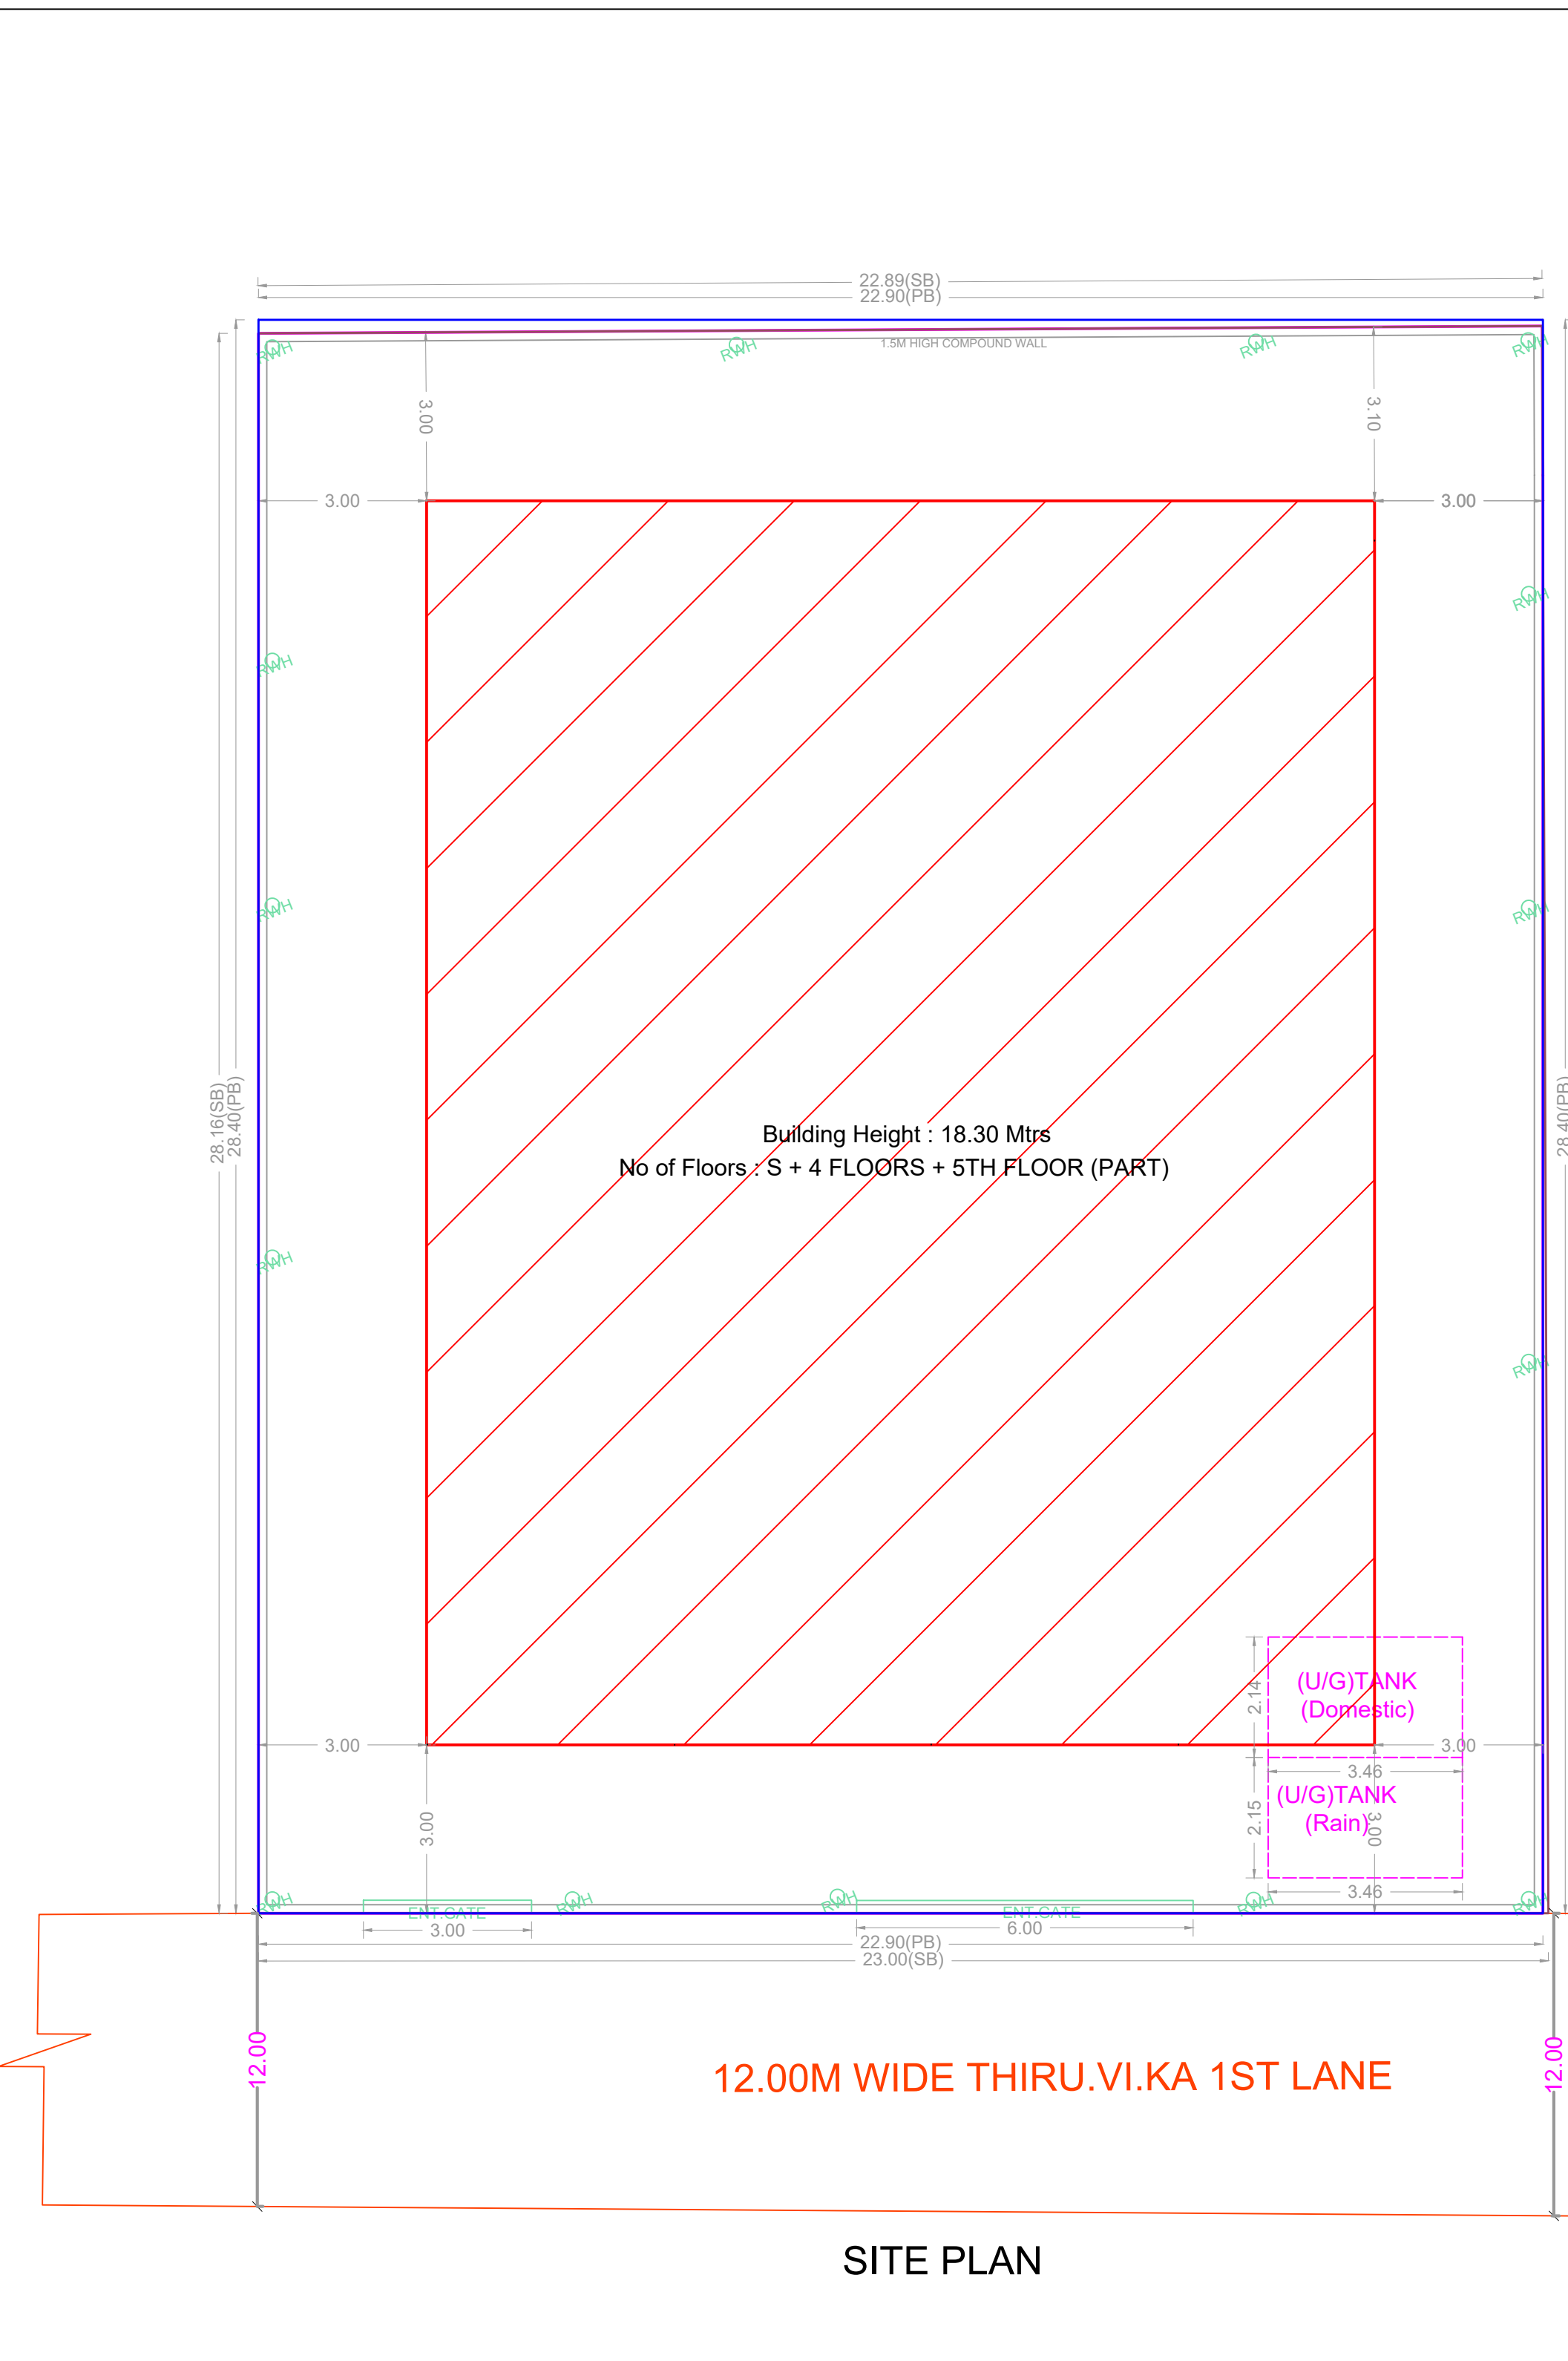 22.89(SB)
22.90(PB)
RWH
RWH
1.5M HIGH COMPOUND WALL
RWH
RWH
3.00
3.10
3.00
3.00
RWH
RWH
RWH
RWH
28.16(SB)
28.40(PB)
28.40(PB)
Building Height : 18.30 Mtrs
No of Floors : S + 4 FLOORS + 5TH FLOOR (PART)
RWH
RWH
2.14
(U/G)TANK
(Domestic)
3.00
3.00
3.46
2.15
(U/G)TANK
(Rain)
3.00
3.00
3.46
RWH
ENT.GATE
RWH
RWH
ENT.GATE
RWH
RWH
3.00
6.00
22.90(PB)
23.00(SB)
12.00
12.00M WIDE THIRU.VI.KA 1ST LANE
12.00
SITE PLAN